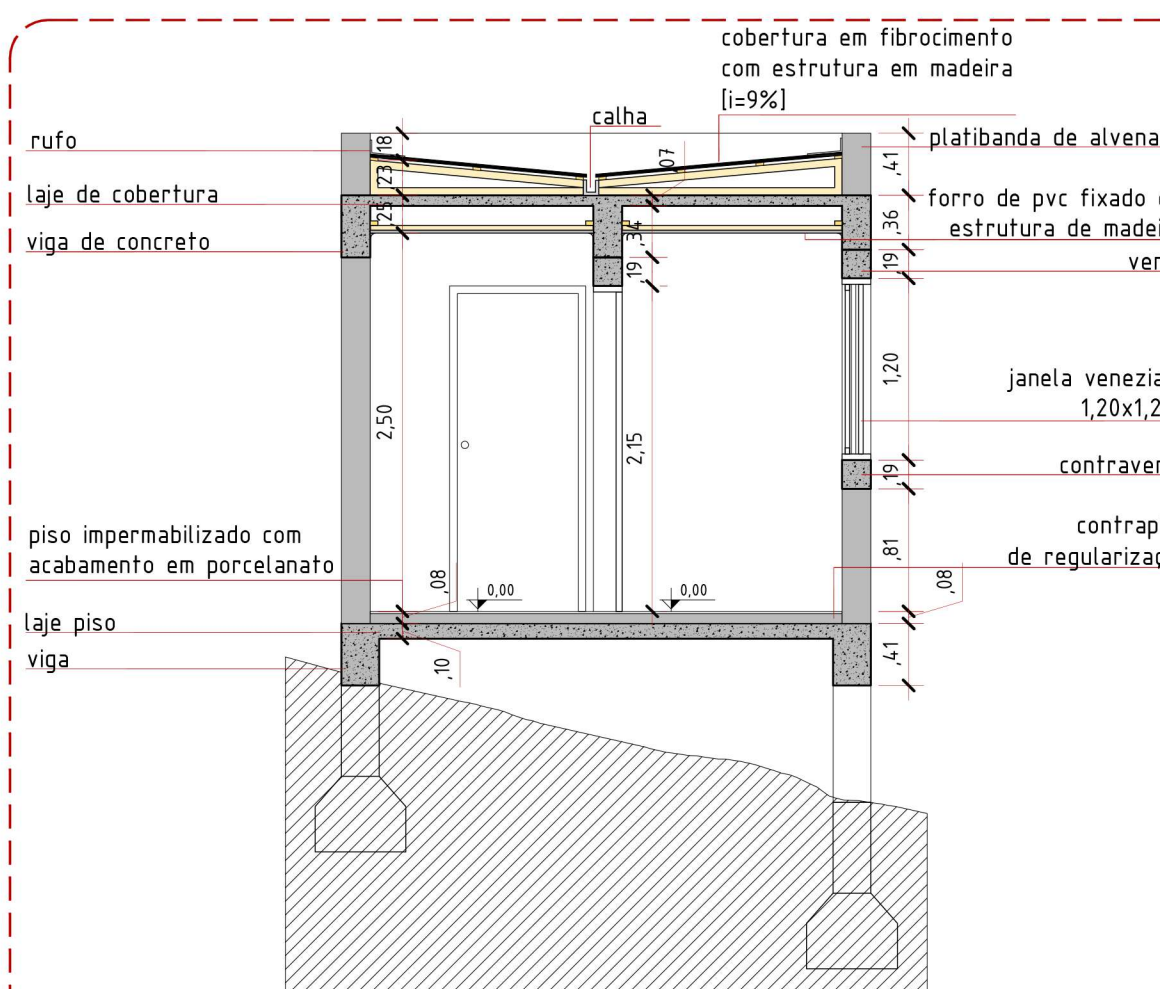 cobertura em fibrocimento
com estrutura em madeira
[i=9%]
calha
rufo
laje de cobertura
viga de concreto
piso impermabilizado com
acabamento em porcelanato
laje piso
viga
,18
,23
,25
2,50
,08
,10
,07
,34
,19
2,15
0,00
0,00
platibanda de alvena
forro de pvc fixado
estrutura de madei
ver
janela venezia
1,20x1,2
contraver
contrap
de regularizaç
,41
,36
,19
1,20
,19
,81
,08
,41